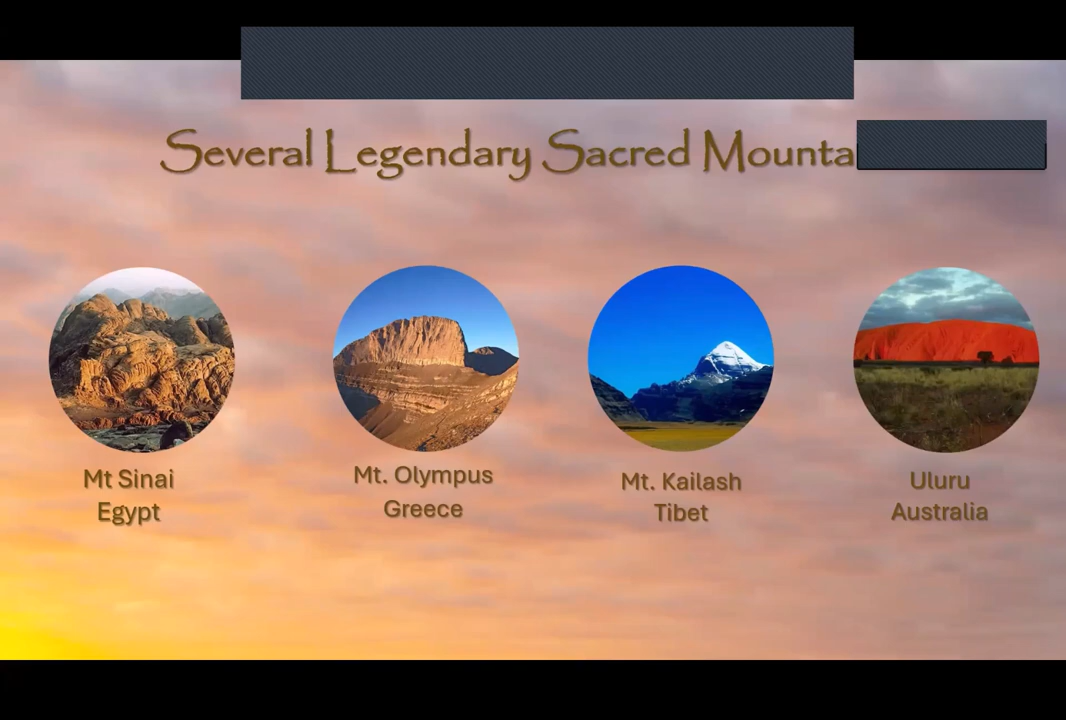 Several Legendary Sacred Mounta
Mt Sinai
Egypt
Mt. Olympus
Greece
Mt. Kailash
Tibet
Uluru
Australia